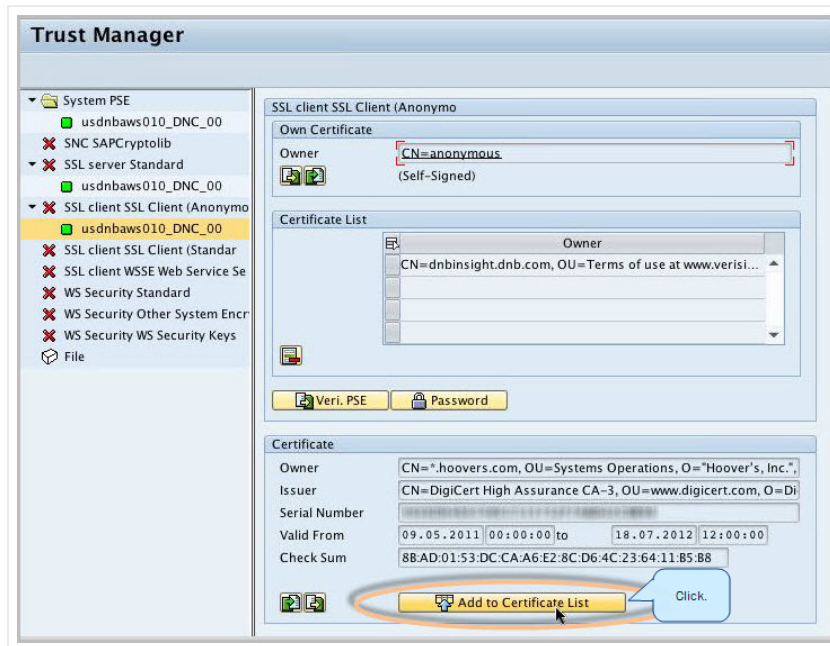 Trust Manager
System PSE
usdnbaws010_DNC_00
SNC SAPCryptolib
SSL server Standard
usdnbaws010_DNC_00
SSL client SSL Client (Anonymo
usdnbaws010_DNC_00
SSL client SSL Client (Standar
SSL client WSSE Web Service Se
WS Security Standard
WS Security Other System Encr
WS Security WS Security Keys
File
SSL client SSL Client (Anonymo
Own Certificate
Owner CN=anonymous
(Self-Signed)
Certificate List
Owner
CN=dnbinsight.dnb.com, OU=Terms of use at www.verisi...
Veri. PSE Password
Certificate
Owner CN=*.hoovers.com, OU=Systems Operations, O="Hoover's, Inc.",
Issuer CN=DigiCert High Assurance CA-3, OU=www.digicert.com, O=Di
Serial Number
Valid From 09.05.2011 00:00:00 to 18.07.2012 12:00:00
Check Sum 8B:AD:01:53:DC:CA:A6:E2:8C:D6:4C:23:64:11:B5:B8
Add to Certificate List
Click.